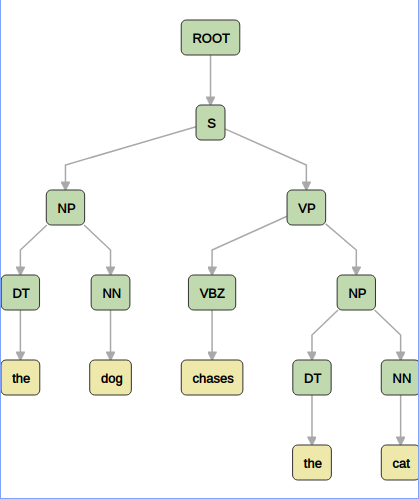 ROOT
S
NP VP
DT NN VBZ NP
the dog chases DT NN
the cat